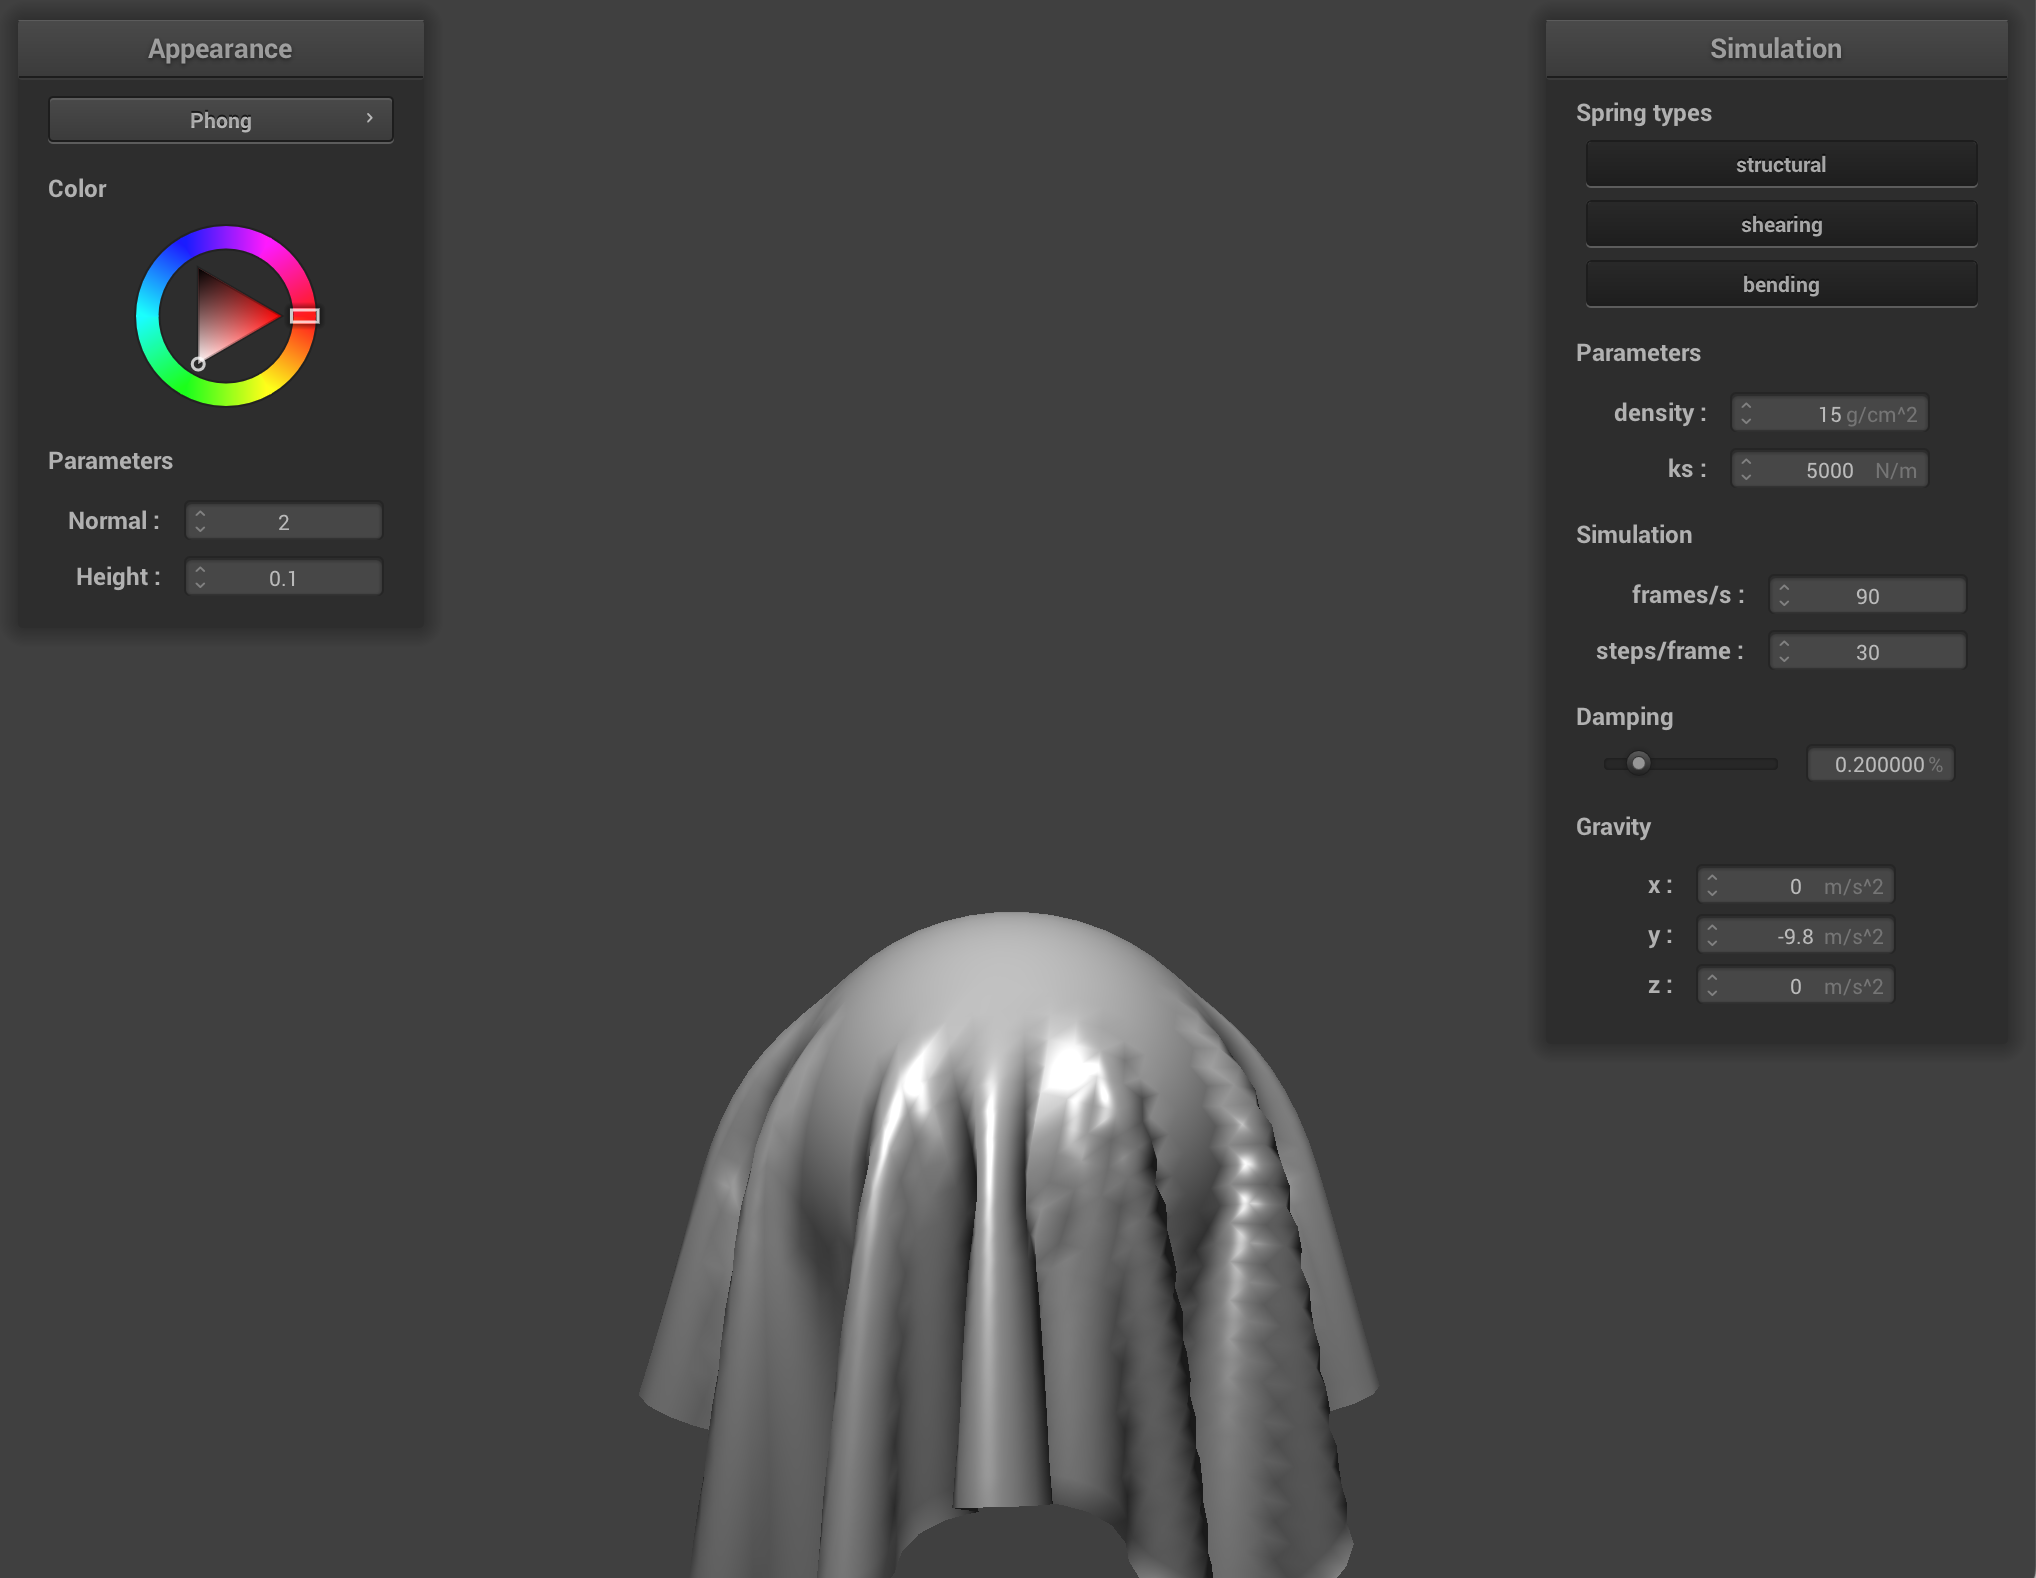 Appearance
Phong
Color
Parameters
Normal : 2
Height : 0.1
Simulation
Spring types
structural
shearing
bending
Parameters
density : 15 g/cm^2
ks : 5000 N/m
Simulation
frames/s : 90
steps/frame : 30
Damping
0.200000 %
Gravity
x : 0 m/s^2
y : -9.8 m/s^2
z : 0 m/s^2